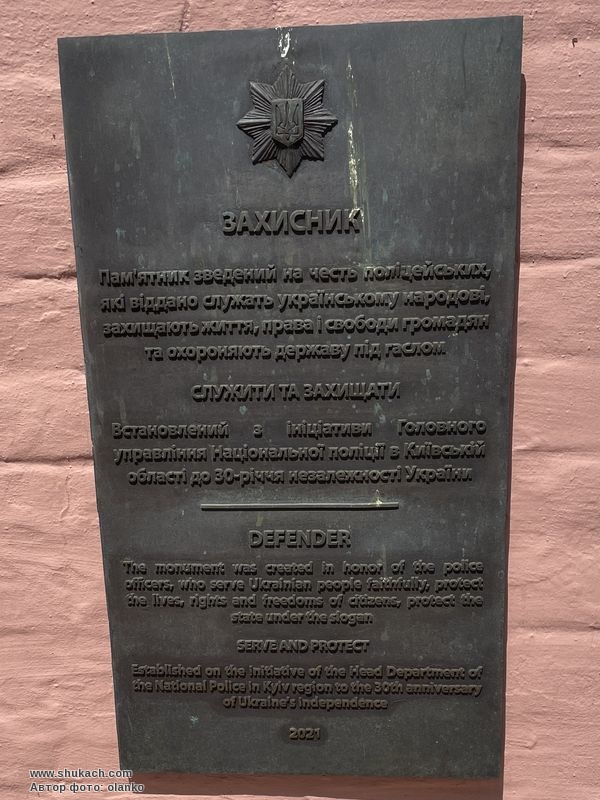 ЗАХИСНИК
Пам'ятник зведений на честь поліцейських,
які віддано служать українському народові,
захищають життя, права і свободи громадян
та охороняють державу під гаслом
СЛУЖИТИ ТА ЗАХИЩАТИ
Встановлений з ініціативи Головного
управління Національної поліції в Київській
області до 30-річчя незалежності України
DEFENDER
The monument was created in honor of the police
officers, who serve Ukrainian people faithfully, protect
the lives, rights and freedoms of citizens, protect the
state under the slogan
SERVE AND PROTECT
Established on the initiative of the Head Department of
the National Police in Kyiv region to the 30th anniversary
of Ukraine's independence
2021
www.shukach.com
Автор фото: olanko